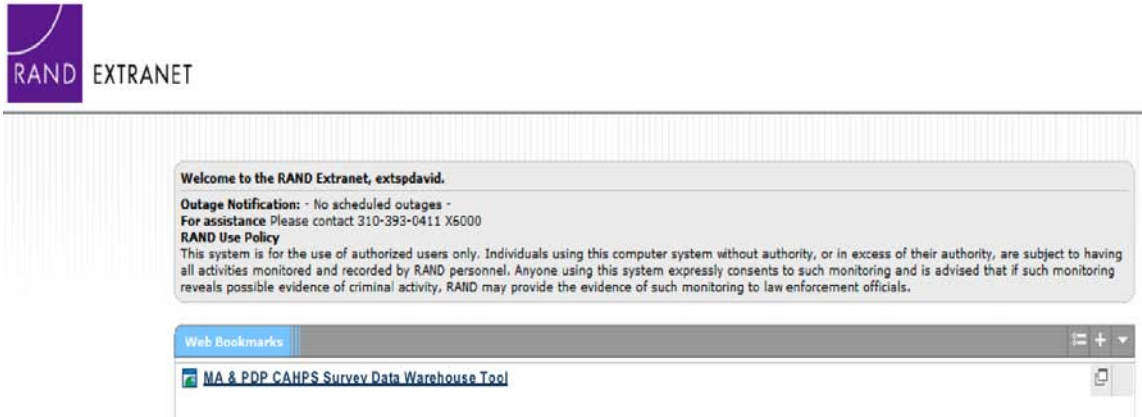 RAND EXTRANET
Welcome to the RAND Extranet, extspdavid.
Outage Notification: - No scheduled outages -
For assistance Please contact 310-393-0411 X6000
RAND Use Policy
This system is for the use of authorized users only. Individuals using this computer system without authority, or in excess of their authority, are subject to having
all activities monitored and recorded by RAND personnel. Anyone using this system expressly consents to such monitoring and is advised that if such monitoring
reveals possible evidence of criminal activity, RAND may provide the evidence of such monitoring to law enforcement officials.
Web Bookmarks
MA & PDP CAHPS Survey Data Warehouse Tool